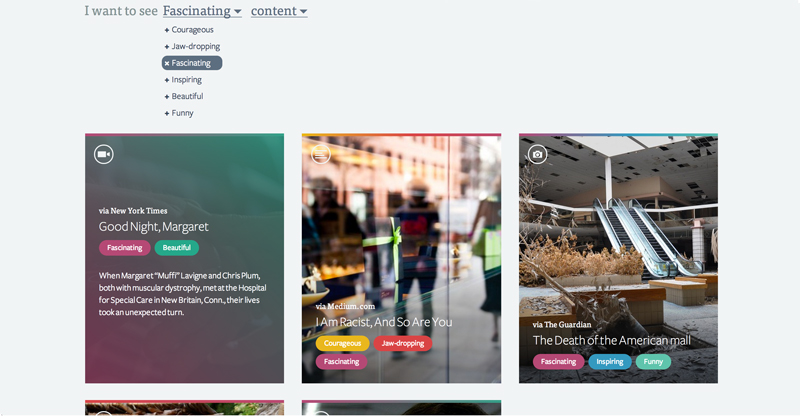 I want to see Fascinating content
+ Courageous
+ Jaw-dropping
× Fascinating
+ Inspiring
+ Beautiful
+ Funny
via New York Times
Good Night, Margaret
Fascinating Beautiful
When Margaret “Muffi” Lavigne and Chris Plum,
both with muscular dystrophy, met at the Hospital
for Special Care in New Britain, Conn., their lives
took an unexpected turn.
via Medium.com
I Am Racist, And So Are You
Courageous Jaw-dropping
Fascinating
via The Guardian
The Death of the American mall
Fascinating Inspiring Funny